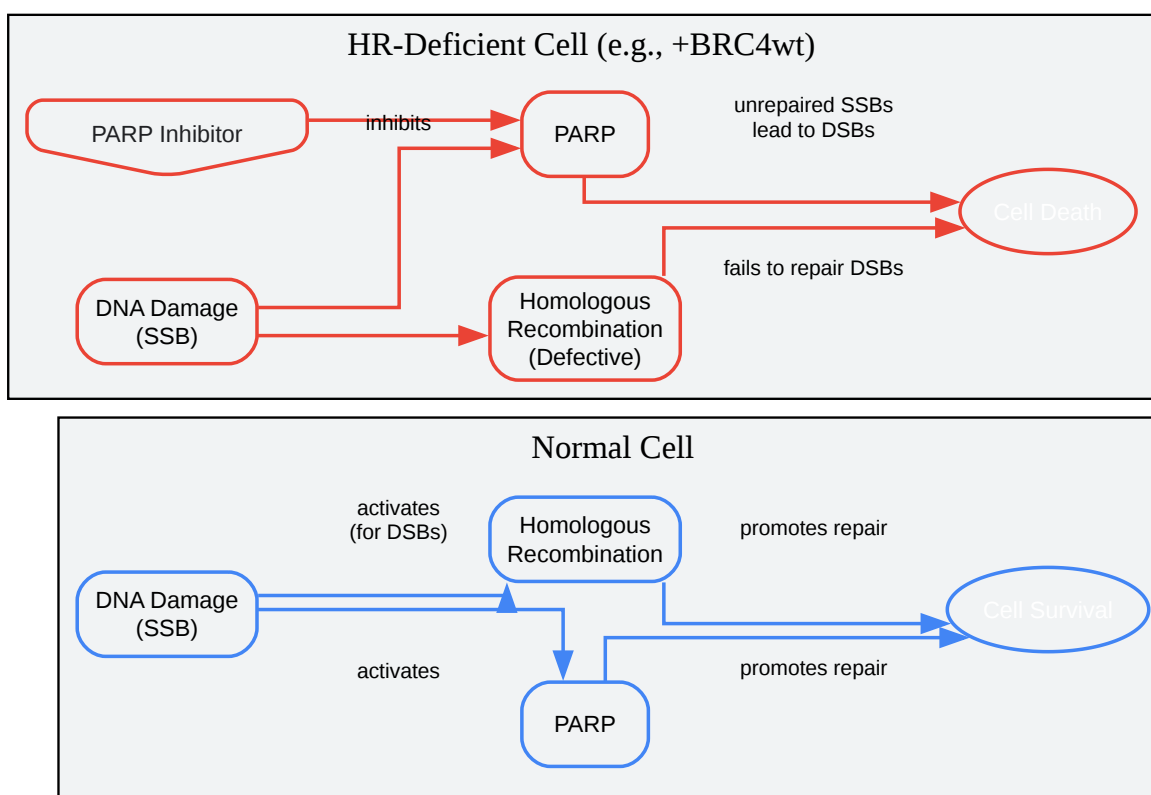 HR-Deficient Cell (e.g., +BRC4wt)
PARP Inhibitor
inhibits
PARP
unrepaired SSBs
lead to DSBs
Cell Death
DNA Damage
(SSB)
Homologous
Recombination
(Defective)
fails to repair DSBs
Normal Cell
activates
(for DSBs)
Homologous
Recombination
promotes repair
DNA Damage
(SSB)
Cell Survival
activates
PARP
promotes repair